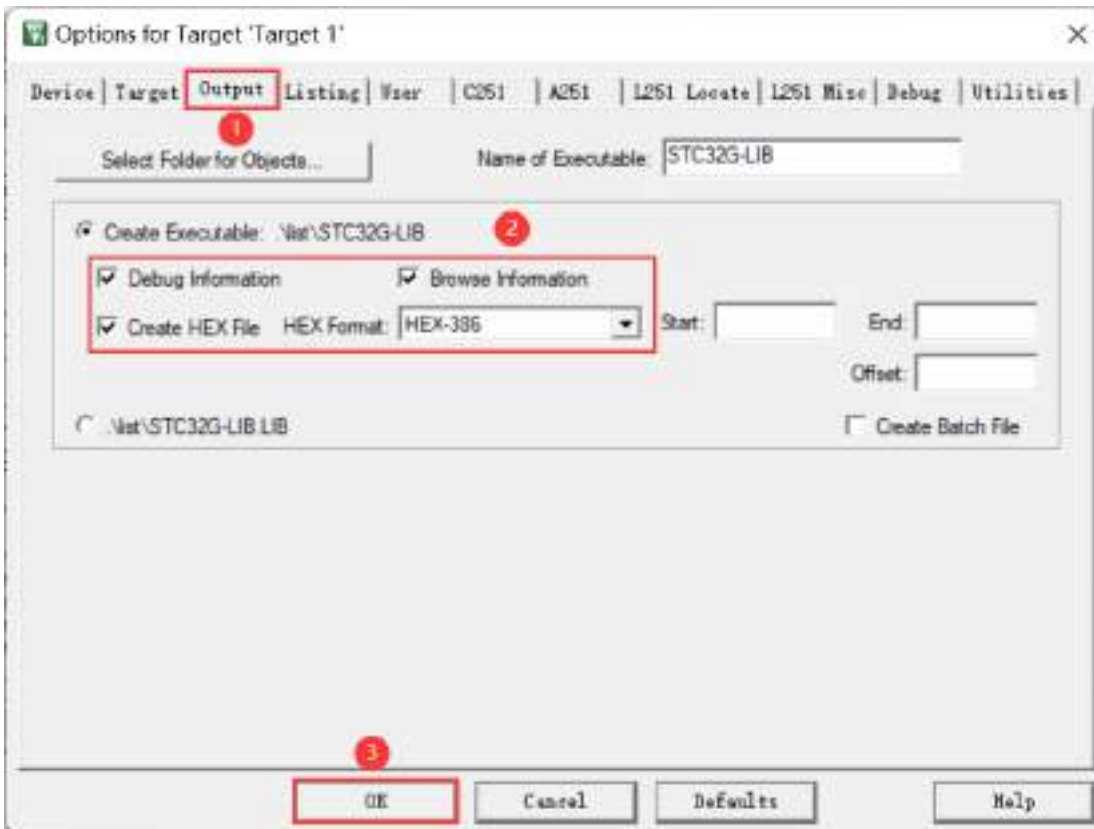 Options for Target 'Target 1'
Device | Target | Output | Listing | User | C251 | A251 | L251 Locate | L251 Misc | Debug | Utilities
1
Select Folder for Objects... Name of Executable: STC32G-LIB
Create Executable: .\list\STC32G-LIB
2
Debug Information Browse Information
Create HEX File HEX Format: HEX-386 Start: End:
Offset:
.\list\STC32G-LIB.LIB Create Batch File
3
OK Cancel Defaults Help